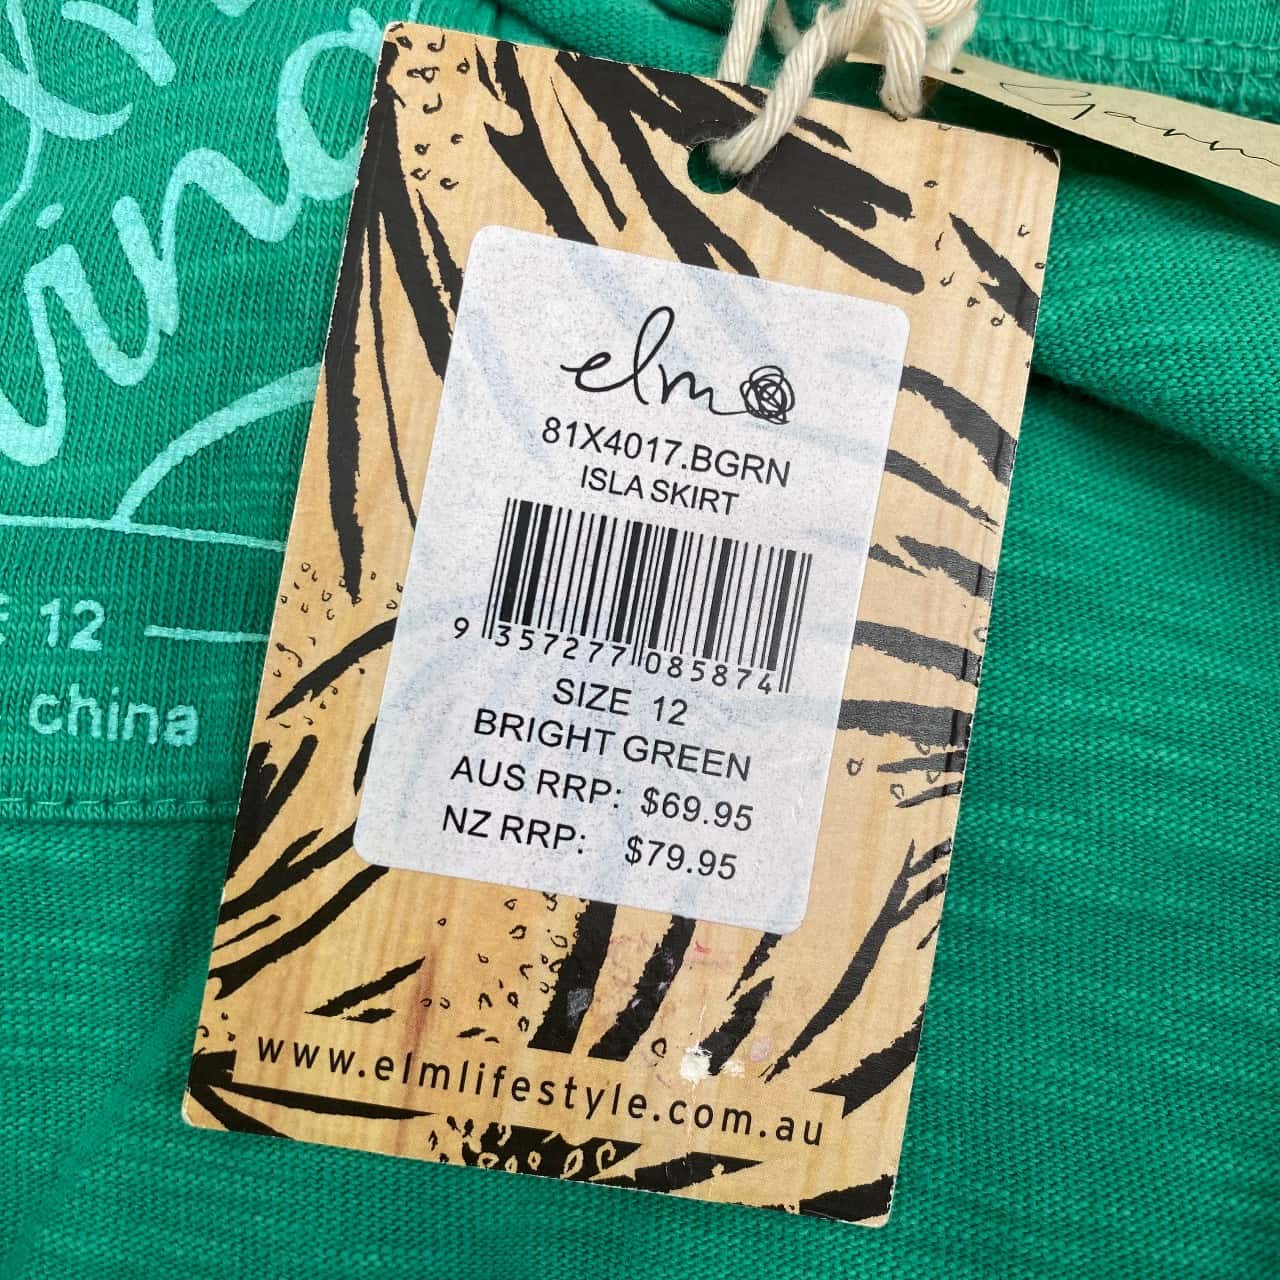 elm
81X4017.BGRN
ISLA SKIRT
9 357277 085874
SIZE 12
BRIGHT GREEN
AUS RRP: $69.95
NZ RRP: $79.95
www.elmlifestyle.com.au
12
china